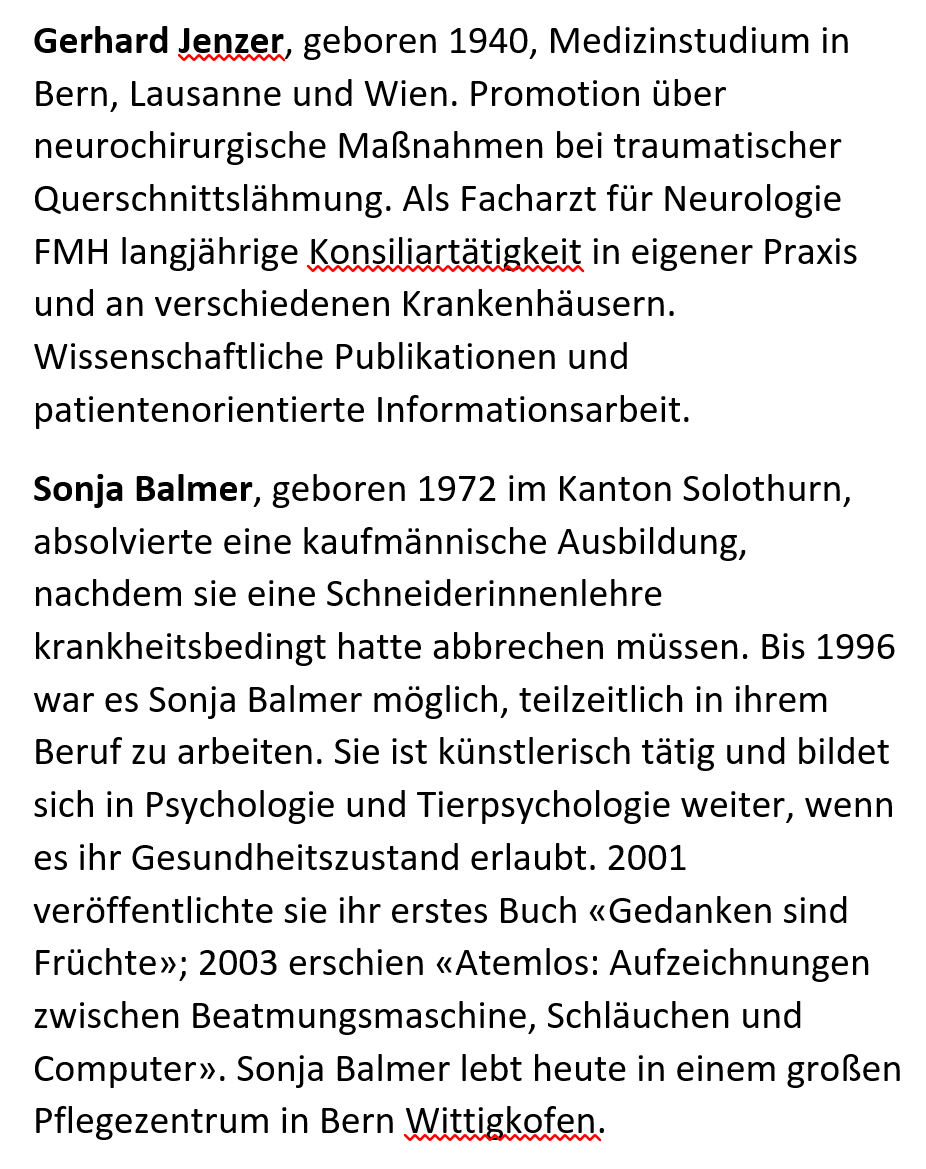 Gerhard Jenzer, geboren 1940, Medizinstudium in
Bern, Lausanne und Wien. Promotion über
neurochirurgische Maßnahmen bei traumatischer
Querschnittslähmung. Als Facharzt für Neurologie
FMH langjährige Konsiliartätigkeit in eigener Praxis
und an verschiedenen Krankenhäusern.
Wissenschaftliche Publikationen und
patientenorientierte Informationsarbeit.
Sonja Balmer, geboren 1972 im Kanton Solothurn,
absolvierte eine kaufmännische Ausbildung,
nachdem sie eine Schneiderinnenlehre
krankheitsbedingt hatte abbrechen müssen. Bis 1996
war es Sonja Balmer möglich, teilzeitlich in ihrem
Beruf zu arbeiten. Sie ist künstlerisch tätig und bildet
sich in Psychologie und Tierpsychologie weiter, wenn
es ihr Gesundheitszustand erlaubt. 2001
veröffentlichte sie ihr erstes Buch «Gedanken sind
Früchte»; 2003 erschien «Atemlos: Aufzeichnungen
zwischen Beatmungsmaschine, Schläuchen und
Computer». Sonja Balmer lebt heute in einem großen
Pflegezentrum in Bern Wittigkofen.